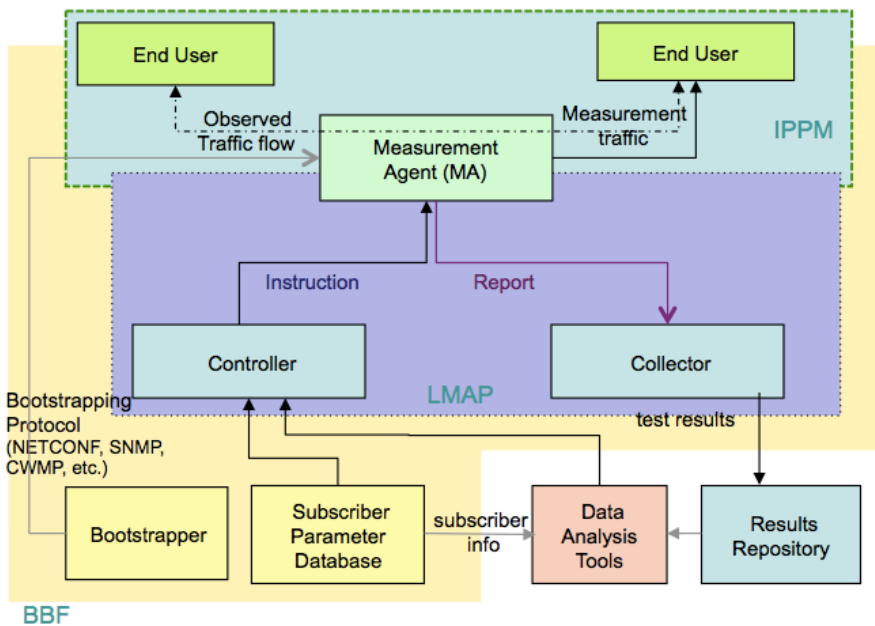 End User
End User
Observed
Traffic flow
Measurement
traffic
IPPM
Measurement
Agent (MA)
Instruction
Report
Controller
Collector
LMAP
Bootstrapping
Protocol
(NETCONF, SNMP,
CWMP, etc.)
test results
Bootstrapper
Subscriber
Parameter
Database
subscriber
info
Data
Analysis
Tools
Results
Repository
BBF